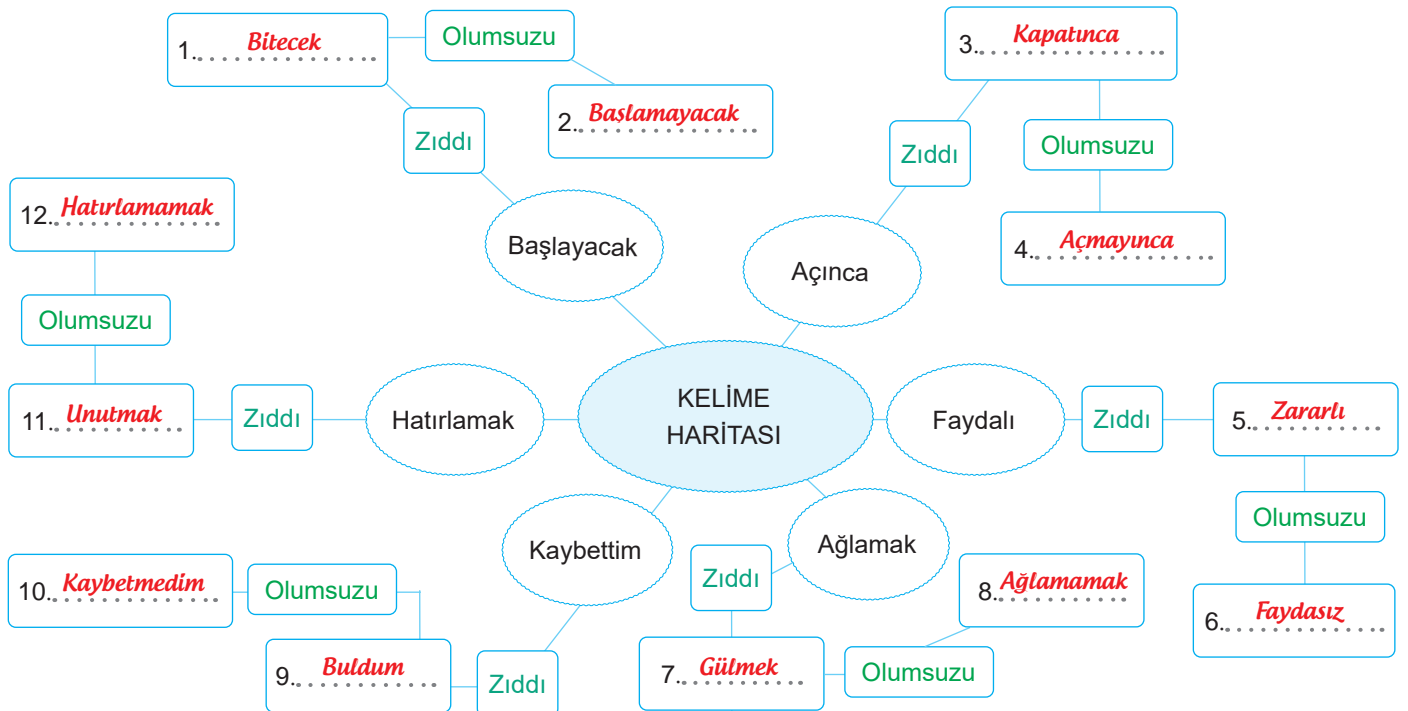 1. Bitecek
Olumsuzu
2. Başlamayacak
Zıddı
Başlayacak
3. Kapatınca
Zıddı
Olumsuzu
4. Açmayınca
Açınca
12. Hatırlamamak
Olumsuzu
11. Unutmak
Zıddı
Hatırlamak
KELİME
HARİTASI
Faydalı
Zıddı
5. Zararlı
Olumsuzu
6. Faydasız
Kaybettim
10. Kaybetmedim
Olumsuzu
9. Buldum
Zıddı
Ağlamak
Zıddı
7. Gülmek
Olumsuzu
8. Ağlamamak